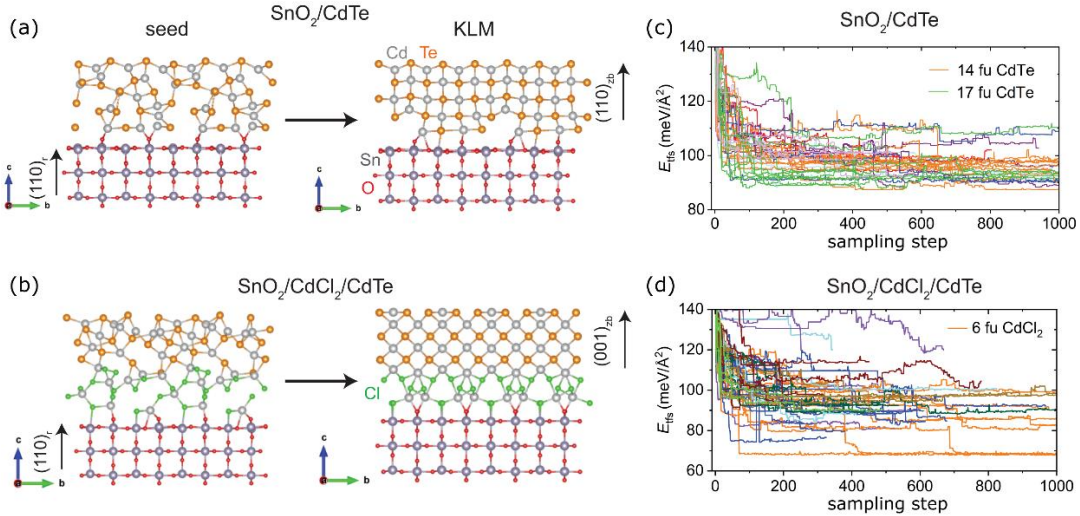 (a)
SnO2/CdTe
seed
KLM
Cd
Te
(110)zb
Sn
O
(110)r
c
b
c
b
(b)
SnO2/CdCl2/CdTe
(001)zb
Cl
(110)r
c
b
c
b
(c)
SnO2/CdTe
14 fu CdTe
17 fu CdTe
Etfs (meV/Å2)
140
120
100
80
0
200
400
600
800
1000
sampling step
(d)
SnO2/CdCl2/CdTe
6 fu CdCl2
Etfs (meV/Å2)
140
120
100
80
60
0
200
400
600
800
1000
sampling step